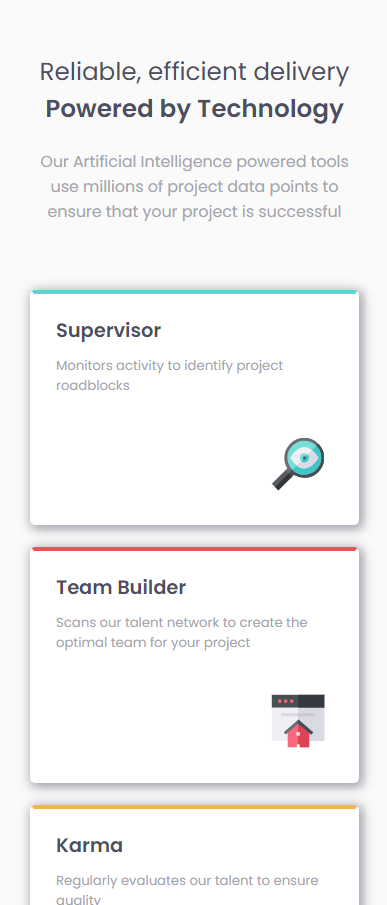 Reliable, efficient delivery
Powered by Technology
Our Artificial Intelligence powered tools
use millions of project data points to
ensure that your project is successful
Supervisor
Monitors activity to identify project
roadblocks
Team Builder
Scans our talent network to create the
optimal team for your project
Karma
Regularly evaluates our talent to ensure
quality